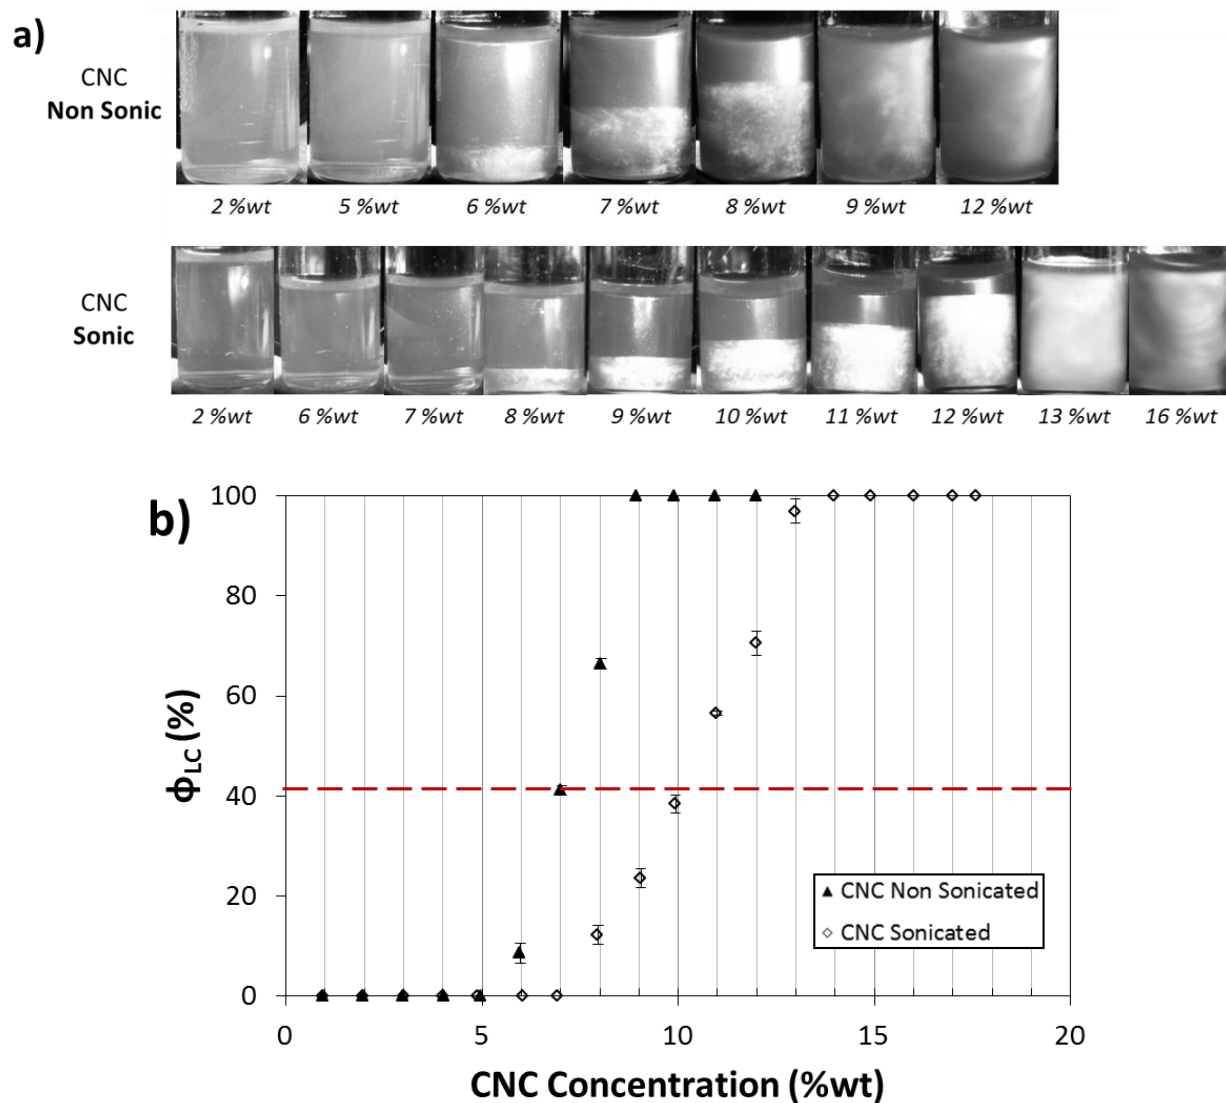 a)
CNC
Non Sonic
2 %wt 5 %wt 6 %wt 7 %wt 8 %wt 9 %wt 12 %wt
CNC
Sonic
2 %wt 6 %wt 7 %wt 8 %wt 9 %wt 10 %wt 11 %wt 12 %wt 13 %wt 16 %wt
b)
100
80
60
40
20
0
ϕLC (%)
CNC Non Sonicated
CNC Sonicated
0 5 10 15 20
CNC Concentration (%wt)